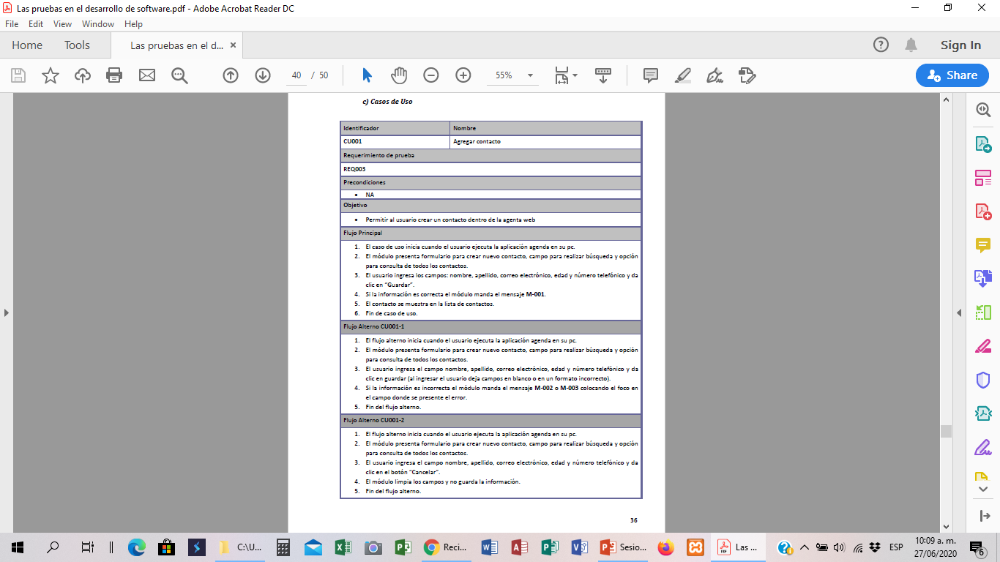 Las pruebas en el desarrollo de software.pdf - Adobe Acrobat Reader DC
File Edit View Window Help
Home Tools Las pruebas en el d... × Sign In
40 / 50 55% Share
c) Casos de Uso
Identificador Nombre
CU001 Agregar contacto
Requerimiento de prueba
REQ003
Precondiciones
• NA
Objetivo
• Permitir al usuario crear un contacto dentro de la agenta web
Flujo Principal
1. El caso de uso inicia cuando el usuario ejecuta la aplicación agenda en su pc.
2. El módulo presenta formulario para crear nuevo contacto, campo para realizar búsqueda y opción
para consulta de todos los contactos.
3. El usuario ingresa los campos: nombre, apellido, correo electrónico, edad y número telefónico y da
clic en “Guardar”.
4. Si la información es correcta el módulo manda el mensaje M-001.
5. El contacto se muestra en la lista de contactos.
6. Fin de caso de uso.
Flujo Alterno CU001-1
1. El flujo alterno inicia cuando el usuario ejecuta la aplicación agenda en su pc.
2. El módulo presenta formulario para crear nuevo contacto, campo para realizar búsqueda y opción
para consulta de todos los contactos.
3. El usuario ingresa el campo nombre, apellido, correo electrónico, edad y número telefónico y da
clic en guardar (al ingresar el usuario deja campos en blanco o en un formato incorrecto).
4. Si la información es incorrecta el módulo manda el mensaje M-002 o M-003 colocando el foco en
el campo donde se presente el error.
5. Fin del flujo alterno.
Flujo Alterno CU001-2
1. El flujo alterno inicia cuando el usuario ejecuta la aplicación agenda en su pc.
2. El módulo presenta formulario para crear nuevo contacto, campo para realizar búsqueda y opción
para consulta de todos los contactos.
3. El usuario ingresa el campo nombre, apellido, correo electrónico, edad y número telefónico y da
clic en el botón “Cancelar”.
4. El módulo limpia los campos y no guarda la información.
5. Fin del flujo alterno.
36
C:\U... Reci... Sesio... Las ... ESP 10:09 a. m.
27/06/2020 6